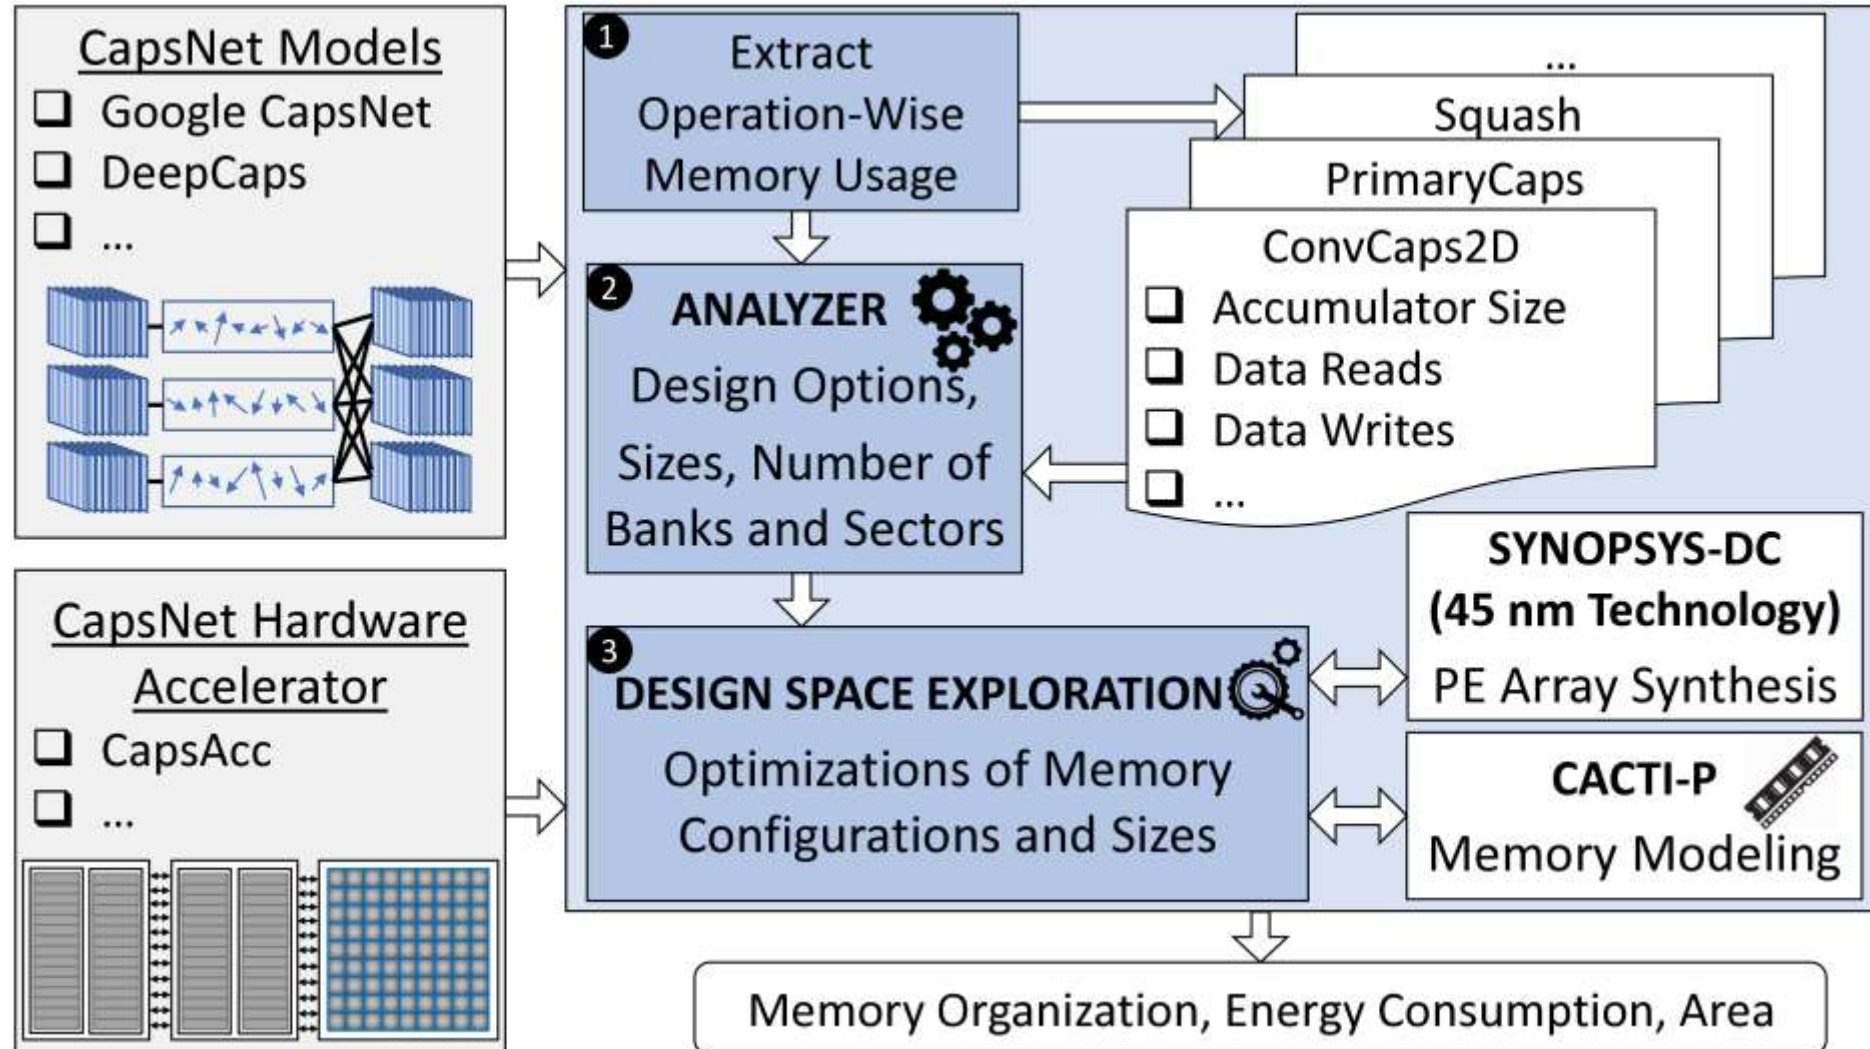 CapsNet Models
❑ Google CapsNet
❑ DeepCaps
❑ ...
CapsNet Hardware
Accelerator
❑ CapsAcc
❑ ...
1
Extract
Operation-Wise
Memory Usage
...
Squash
PrimaryCaps
ConvCaps2D
❑ Accumulator Size
❑ Data Reads
❑ Data Writes
❑ ...
2
ANALYZER
Design Options,
Sizes, Number of
Banks and Sectors
3
DESIGN SPACE EXPLORATION
Optimizations of Memory
Configurations and Sizes
SYNOPSYS-DC
(45 nm Technology)
PE Array Synthesis
CACTI-P
Memory Modeling
Memory Organization, Energy Consumption, Area